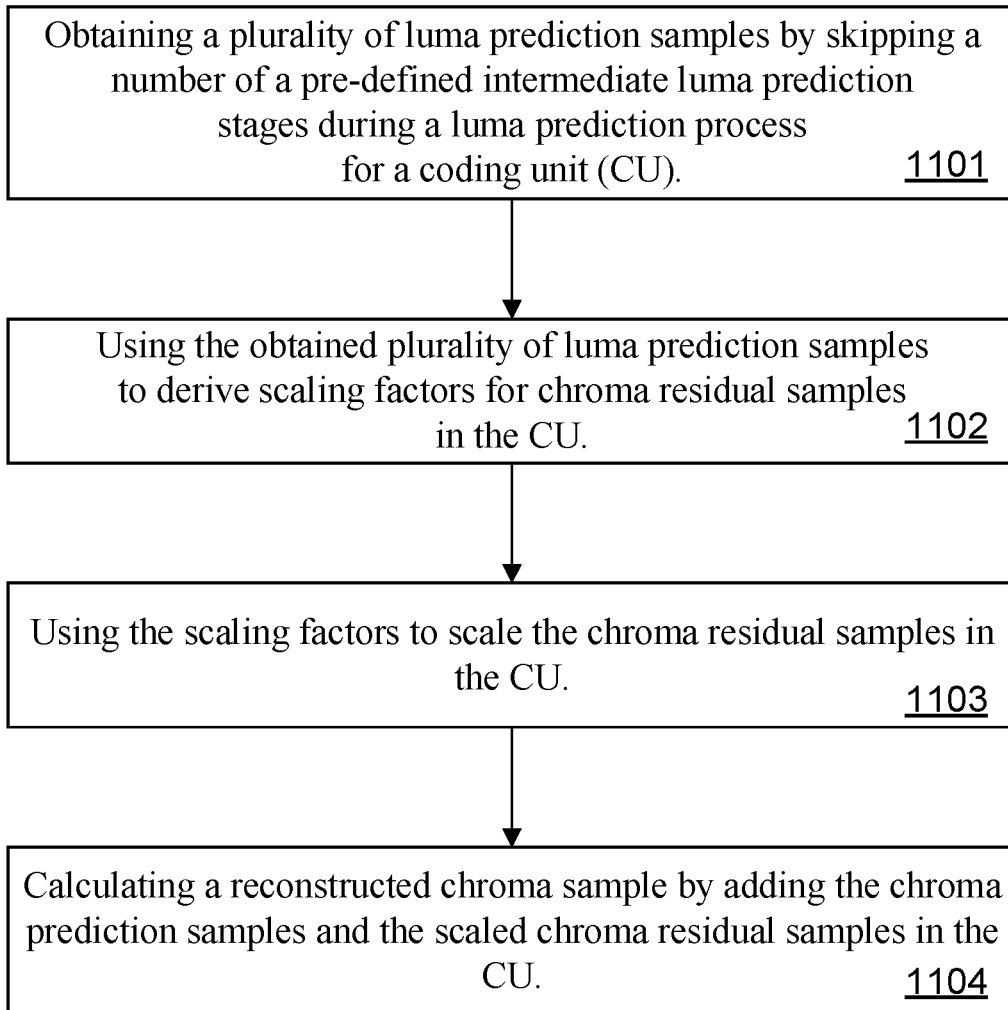 Obtaining a plurality of luma prediction samples by skipping a
number of a pre-defined intermediate luma prediction
stages during a luma prediction process
for a coding unit (CU).
1101
Using the obtained plurality of luma prediction samples
to derive scaling factors for chroma residual samples
in the CU.
1102
Using the scaling factors to scale the chroma residual samples in
the CU.
1103
Calculating a reconstructed chroma sample by adding the chroma
prediction samples and the scaled chroma residual samples in the
CU.
1104